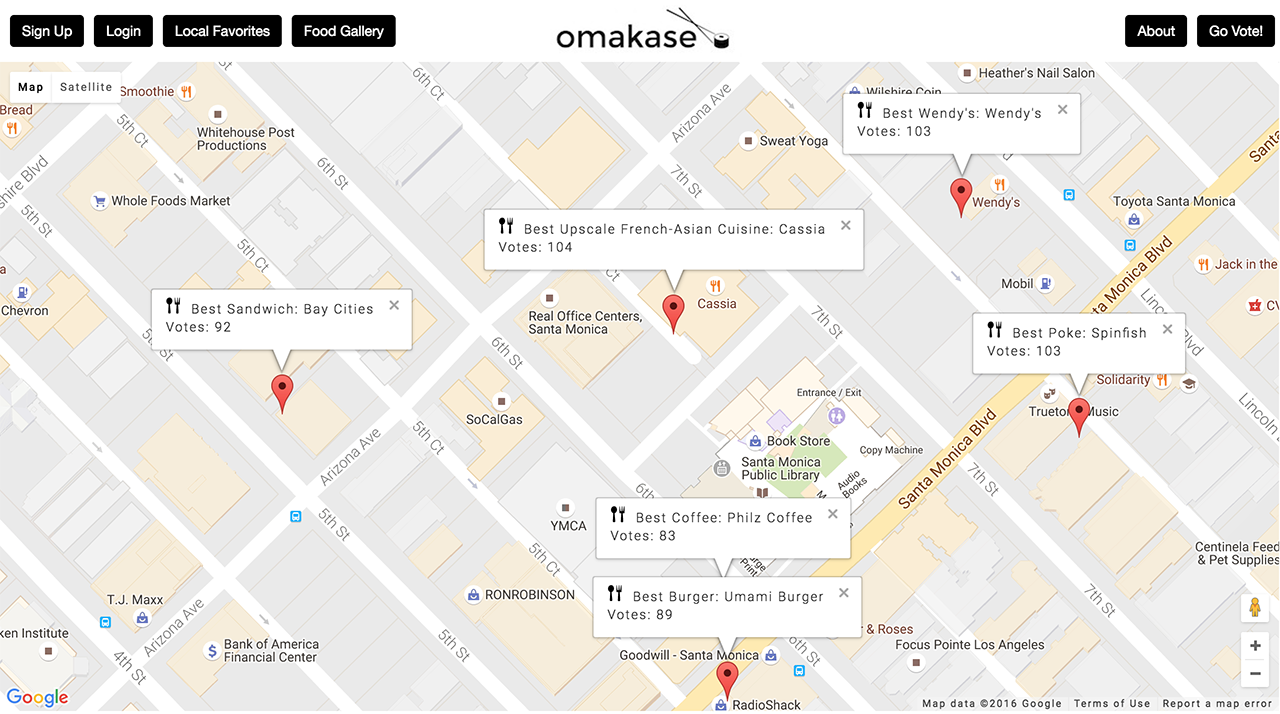 Sign Up
Login
Local Favorites
Food Gallery
omakase
About
Go Vote!
Map
Satellite
Smoothie
Bread
5th Ct
Whitehouse Post
Productions
6th St
6th Ct
Arizona Ave
Sweat Yoga
Heather's Nail Salon
Wilshire Coin
Best Wendy's: Wendy's
Votes: 103
Wendy's
Santa
7th St
Whole Foods Market
5th St
Toyota Santa Monica
Santa Monica Blvd
Best Upscale French-Asian Cuisine: Cassia
Votes: 104
Cassia
5th Ct
Jack in the
Mobil
Chevron
Best Sandwich: Bay Cities
Votes: 92
Real Office Centers,
Santa Monica
7th St
Best Poke: Spinfish
Votes: 103
6th St
Solidarity
Music
SoCalGas
Entrance / Exit
Book Store
Copy Machine
Santa Monica
Public Library
Audio
Books
Santa Monica Blvd
Arizona Ave
5th Ct
7th St
YMCA
5th St
5th Ct
Best Coffee: Philz Coffee
Votes: 83
Centinela Feed
& Pet Supplies
RONROBINSON
Best Burger: Umami Burger
Votes: 89
7th St
T.J. Maxx
Arizona Ave
& Roses
Bank of America
Financial Center
Institute
4th St
5th St
Goodwill - Santa Monica
Focus Pointe Los Angeles
RadioShack
Google
Map data ©2016 Google
Terms of Use
Report a map error